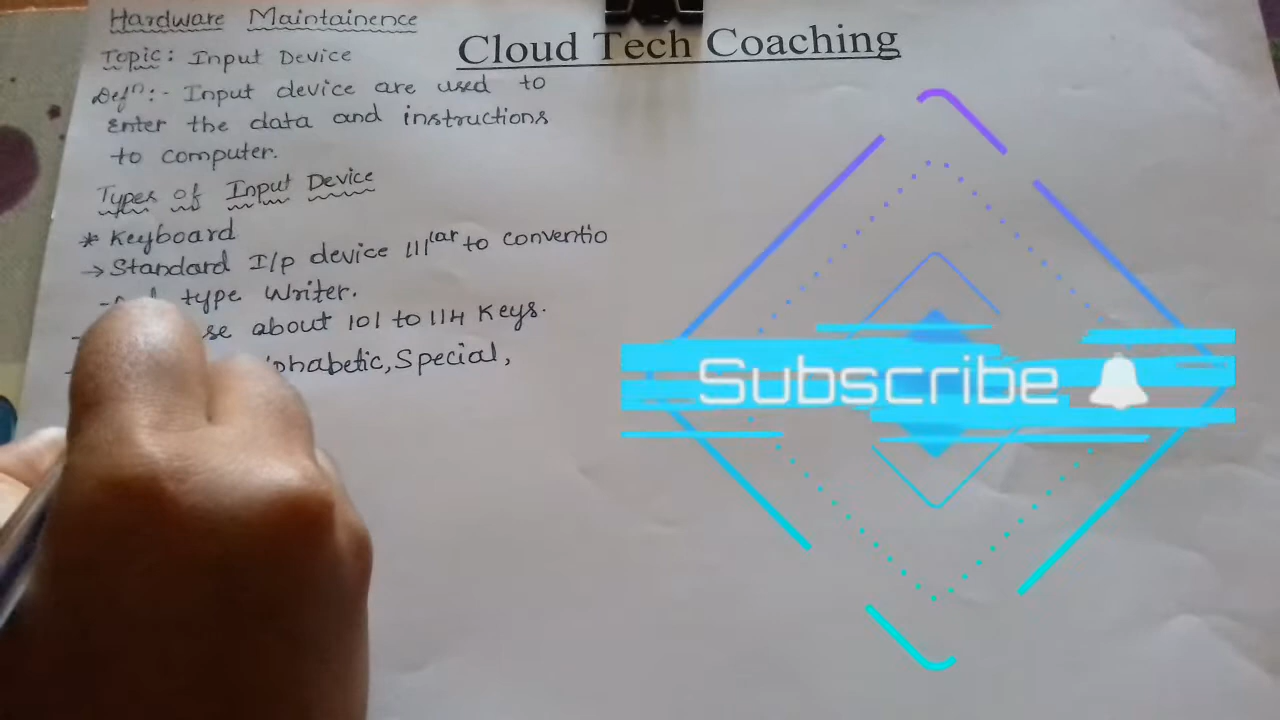 Hardware Maintainence
Cloud Tech Coaching
Topic: Input Device
Defⁿ:- Input device are used to
Enter the data and instructions
to computer.
Types of Input Device
* Keyboard
→ Standard I/p device lllˡᵃʳ to conventio
type Writer.
about 101 to 114 Keys.
Special,
Subscribe